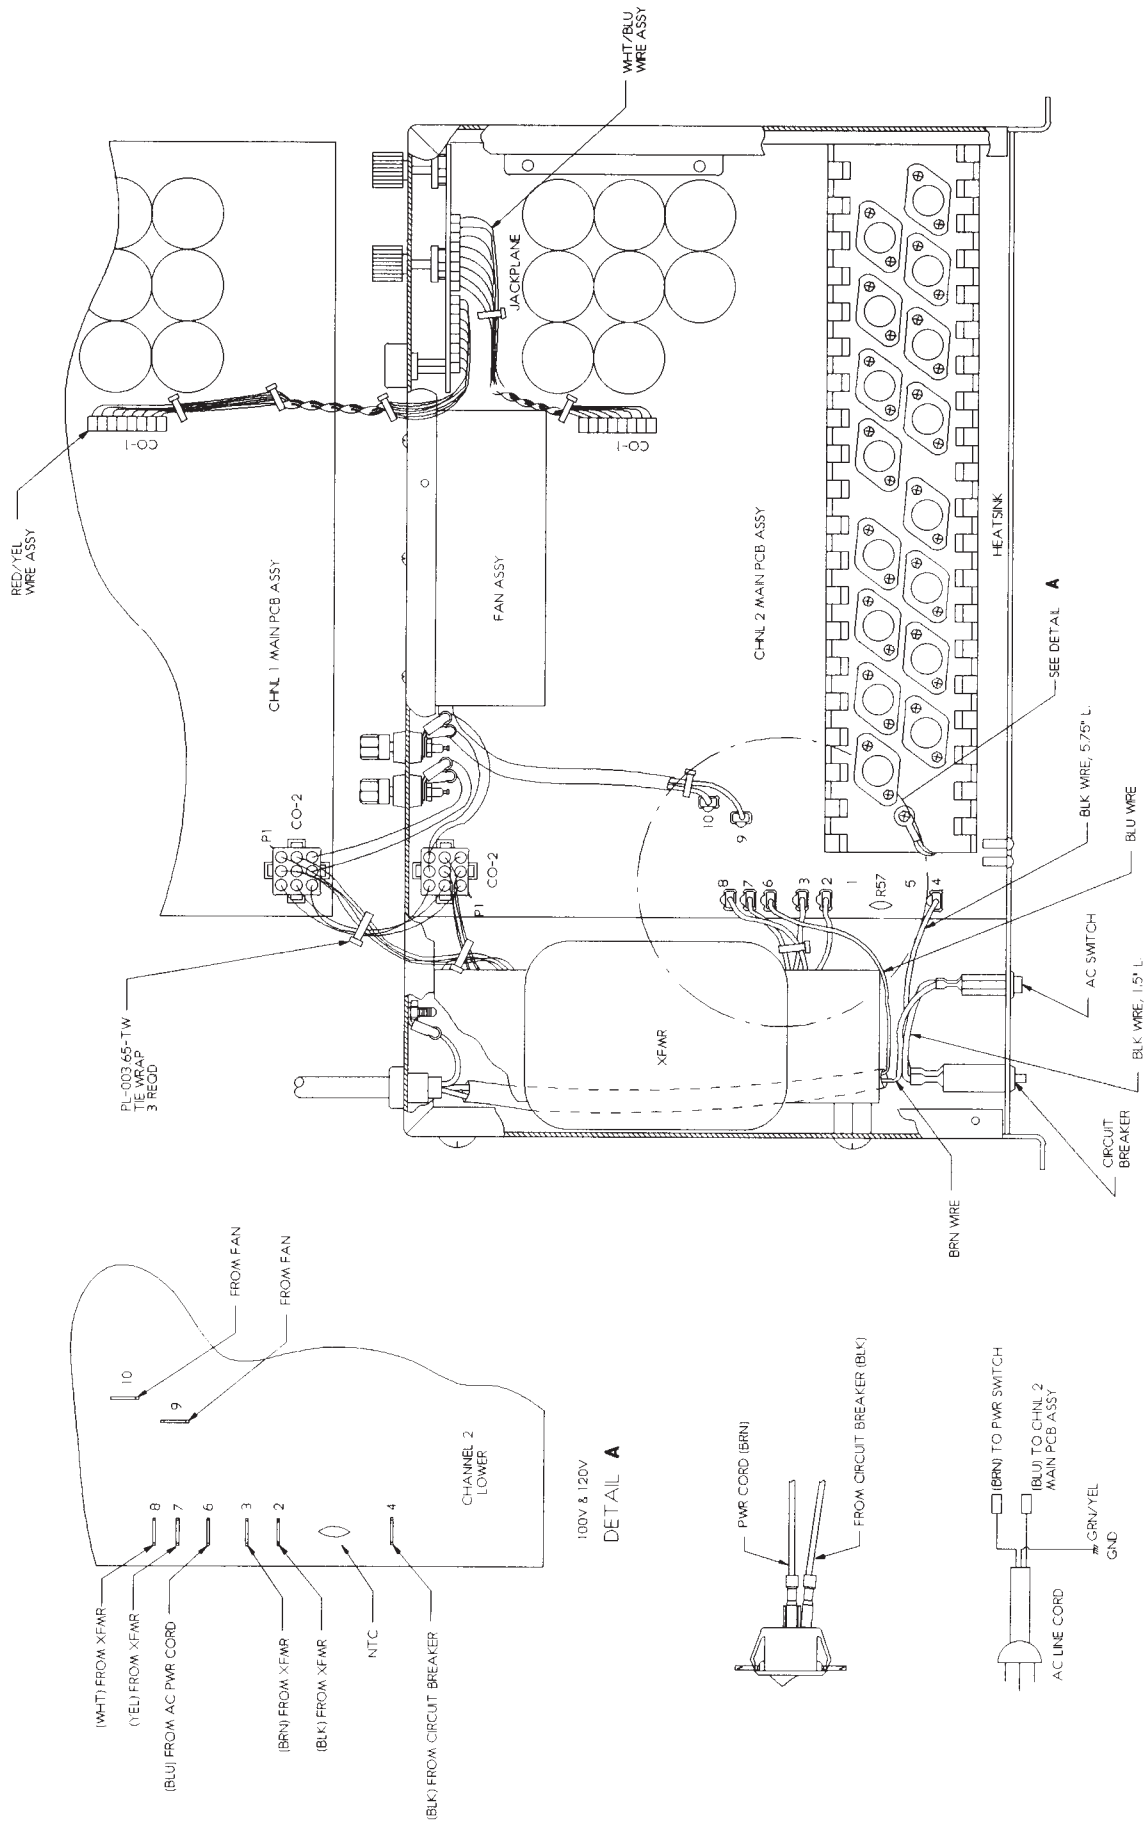 RED/YEL
WIRE ASSY
WHT/BLU
WIRE ASSY
PL-003.65-TW
TIE WRAP
3 REQD
P1
CO-2
CHNL 1 MAIN PCB ASSY
CO-1
JACKPLANE
CO-1
FAN ASSY
CO-2
P1
CHNL 2 MAIN PCB ASSY
10
9
8
7
6
3
2
1
R57
5
4
XFMR
HEATSINK
SEE DETAIL A
BLK WIRE, 5.75" L.
BLU WIRE
AC SWITCH
BLK WIRE, 1.5" L.
CIRCUIT
BREAKER
BRN WIRE
FROM FAN
FROM FAN
10
9
8
7
6
3
2
4
(WHT) FROM XFMR
(YEL) FROM XFMR
(BLU) FROM AC PWR CORD
(BRN) FROM XFMR
(BLK) FROM XFMR
NTC
(BLK) FROM CIRCUIT BREAKER
CHANNEL 2
LOWER
100V & 120V
DETAIL A
PWR CORD (BRN)
FROM CIRCUIT BREAKER (BLK)
(BRN) TO PWR SWITCH
(BLU) TO CHNL 2
MAIN PCB ASSY
GRN/YEL
GND
AC LINE CORD